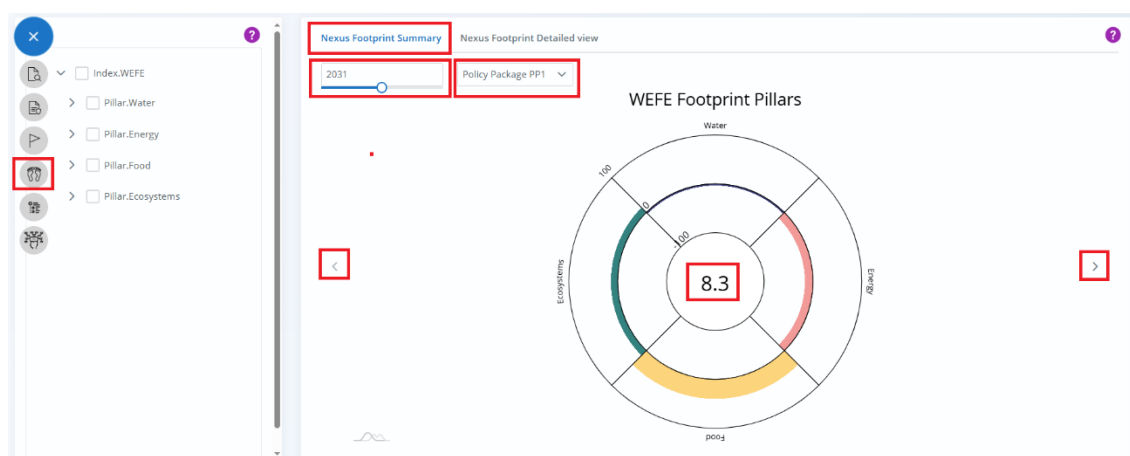 ?
Index.WEFE
Pillar.Water
Pillar.Energy
Pillar.Food
Pillar.Ecosystems
Nexus Footprint Summary
Nexus Footprint Detailed view
?
2031
Policy Package PP1
WEFE Footprint Pillars
Water
100
0
-100
8.3
Ecosystems
Energy
Food